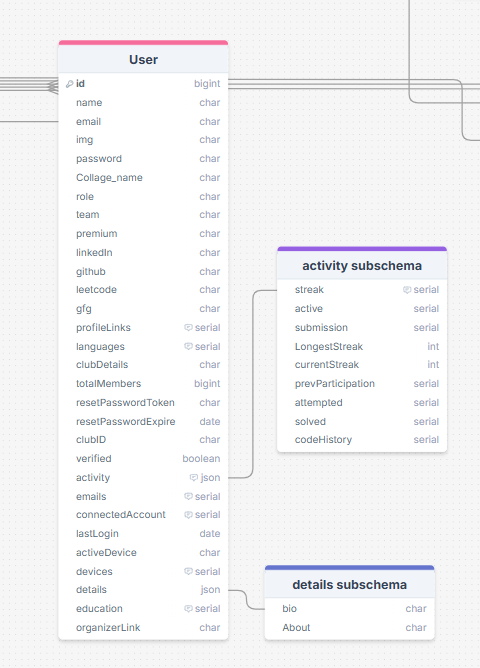 User
id bigint
name char
email char
img char
password char
Collage_name char
role char
team char
premium char
linkedIn char
github char
leetcode char
gfg char
profileLinks serial
languages serial
clubDetails char
totalMembers bigint
resetPasswordToken char
resetPasswordExpire date
clubID char
verified boolean
activity json
emails serial
connectedAccount serial
lastLogin date
activeDevice char
devices serial
details json
education serial
organizerLink char
activity subschema
streak serial
active serial
submission serial
LongestStreak int
currentStreak int
prevParticipation serial
attempted serial
solved serial
codeHistory serial
details subschema
bio char
About char